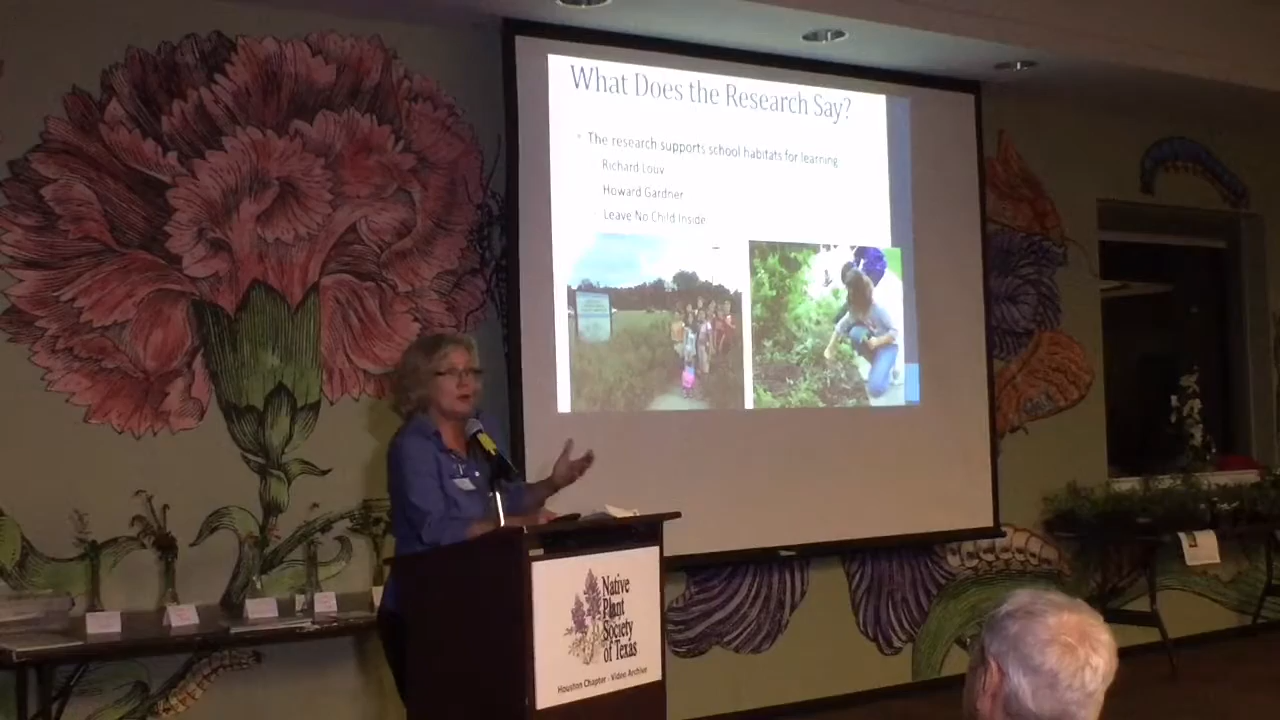 What Does the Research Say?
The research supports school habitats for learning
Richard Louv
Howard Gardner
Leave No Child Inside
Native
Plant
Society
of Texas
Houston Chapter - Video Archive